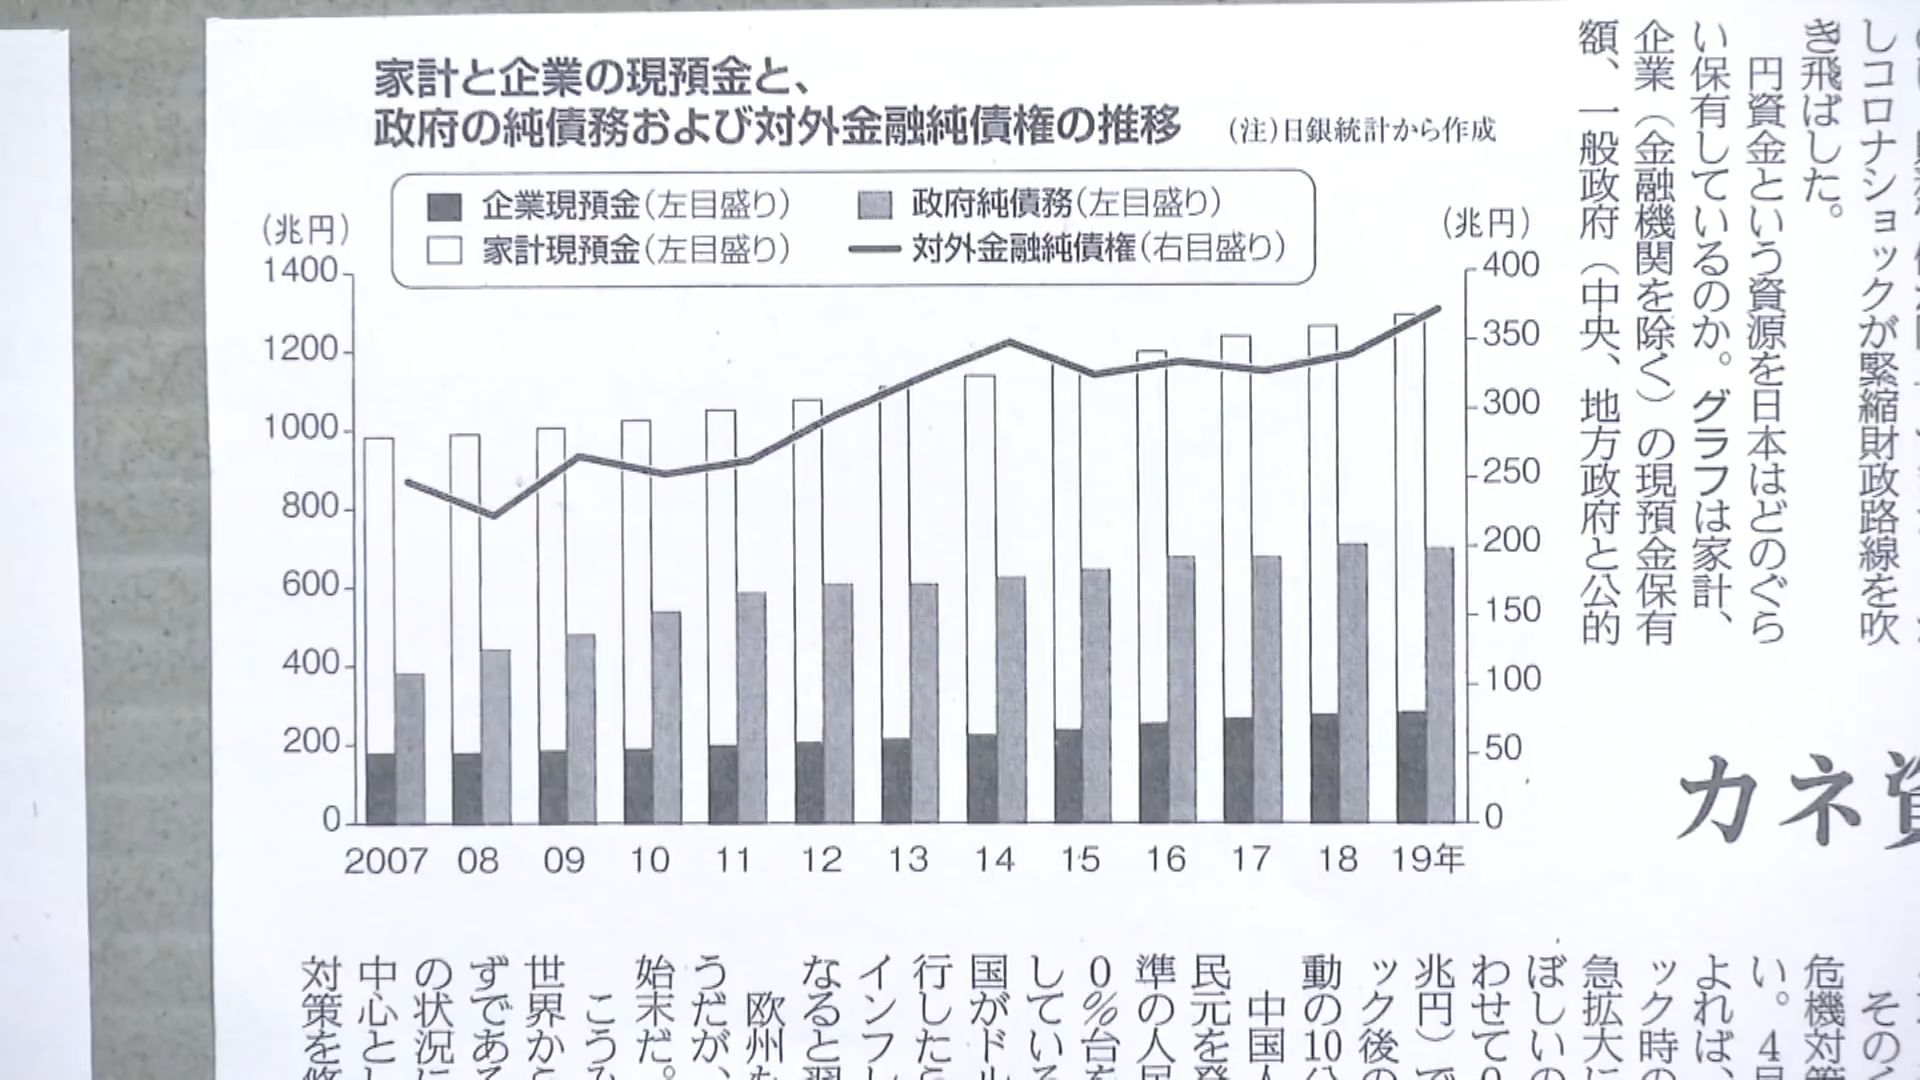 家計と企業の現預金と、
政府の純債務および対外金融純債権の推移
(注)日銀統計から作成
企業現預金(左目盛り)
政府純債務(左目盛り)
家計現預金(左目盛り)
対外金融純債権(右目盛り)
(兆円)
1400
1200
1000
800
600
400
200
0
(兆円)
400
350
300
250
200
150
100
50
0
2007 08 09 10 11 12 13 14 15 16 17 18 19年
しコロナショックが緊縮財政路線を吹
き飛ばした。
円資金という資源を日本はどのぐら
い保有しているのか。グラフは家計、
企業(金融機関を除く)の現預金保有
額、一般政府(中央、地方政府と公的
カネ
その
危機対策
い。4月
よれば、
ック時の
急拡大に
ぼしいの
わせて0
兆円)で
ック後の
動の10
中国人
民元を発
準の人民
0%台を
している
国がドル
行したら
インフレ
なると
欧州
うだが、
始末だ。
こう
世界から
ずである
の状況に
中心とし
対策を